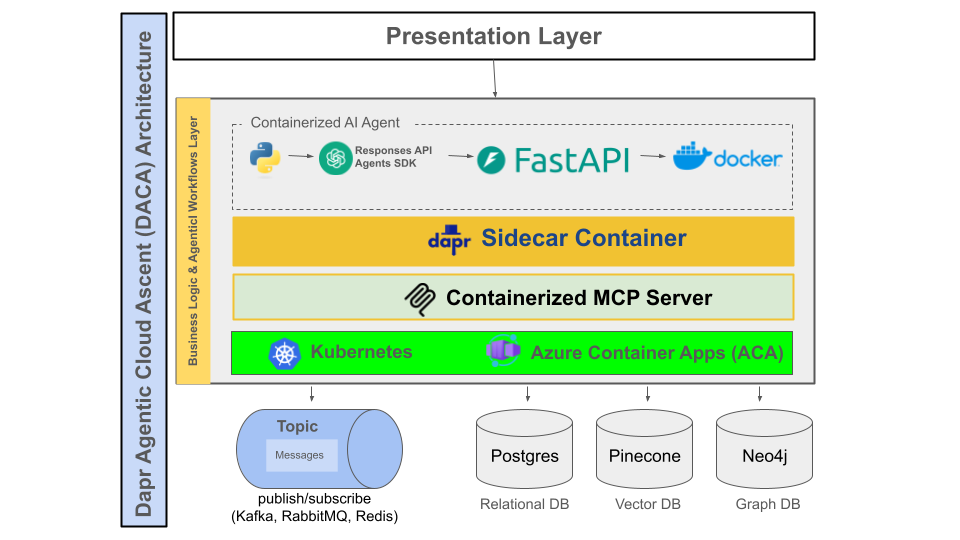 Dapr Agentic Cloud Ascent (DACA) Architecture
Presentation Layer
Business Logic & Agenticl Workflows Layer
Containerized AI Agent
Responses API
Agents SDK
FastAPI
docker
dapr Sidecar Container
Containerized MCP Server
Kubernetes
Azure Container Apps (ACA)
Topic
Messages
publish/subscribe
(Kafka, RabbitMQ, Redis)
Postgres
Relational DB
Pinecone
Vector DB
Neo4j
Graph DB